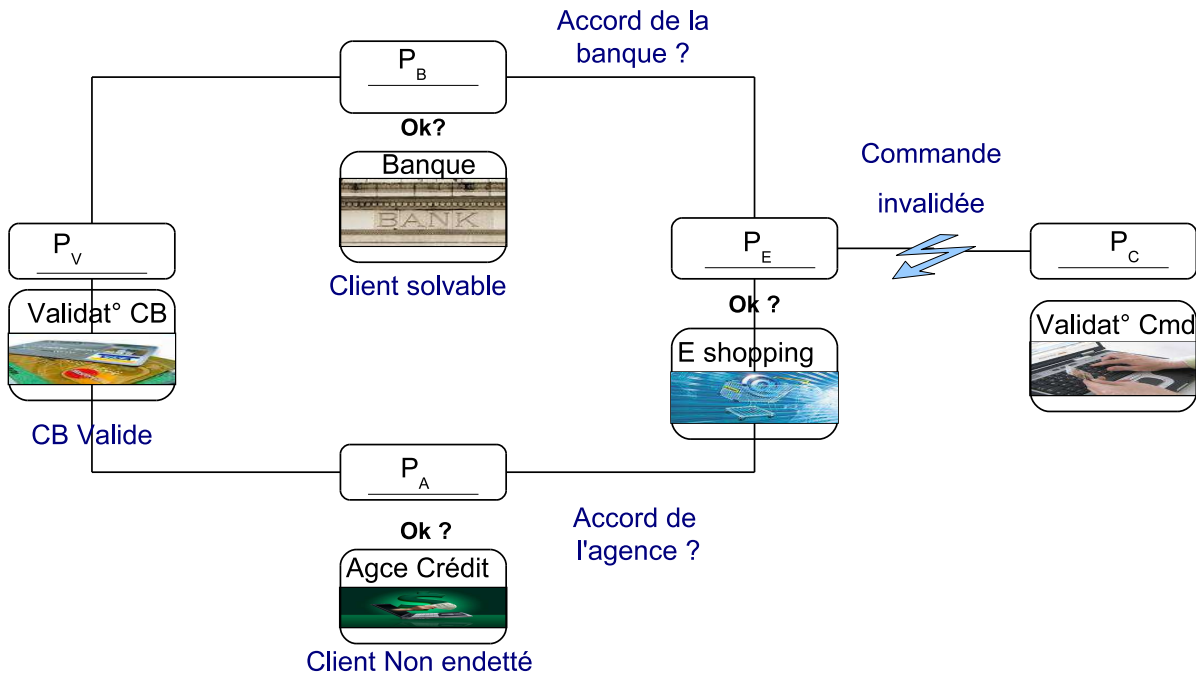 Accord de la
banque ?
P_B
Ok?
Banque
BANK
Client solvable
Commande
invalidée
P_V
Validat° CB
CB Valide
P_E
Ok ?
E shopping
P_C
Validat° Cmd
P_A
Ok ?
Agce Crédit
Client Non endetté
Accord de
l'agence ?